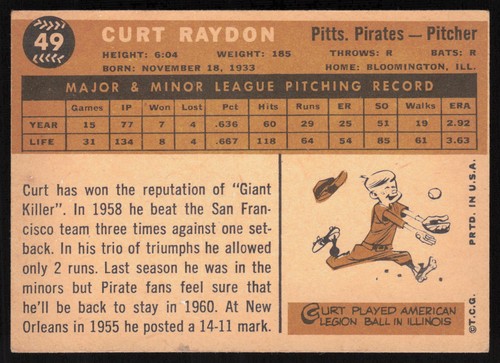 49
CURT RAYDON
Pitts. Pirates — Pitcher
HEIGHT: 6:04 WEIGHT: 185 THROWS: R BATS: R
BORN: NOVEMBER 18, 1933 HOME: BLOOMINGTON, ILL.
MAJOR & MINOR LEAGUE PITCHING RECORD
Games IP Won Lost Pct Hits Runs ER SO Walks ERA
YEAR 15 77 7 4 .636 60 29 25 51 19 2.92
LIFE 31 134 8 4 .667 118 64 54 85 61 3.63
Curt has won the reputation of "Giant
Killer". In 1958 he beat the San Fran-
cisco team three times against one set-
back. In his trio of triumphs he allowed
only 2 runs. Last season he was in the
minors but Pirate fans feel sure that
he'll be back to stay in 1960. At New
Orleans in 1955 he posted a 14-11 mark.
CURT PLAYED AMERICAN
LEGION BALL IN ILLINOIS
©T.C.G. PRTD. IN U.S.A.